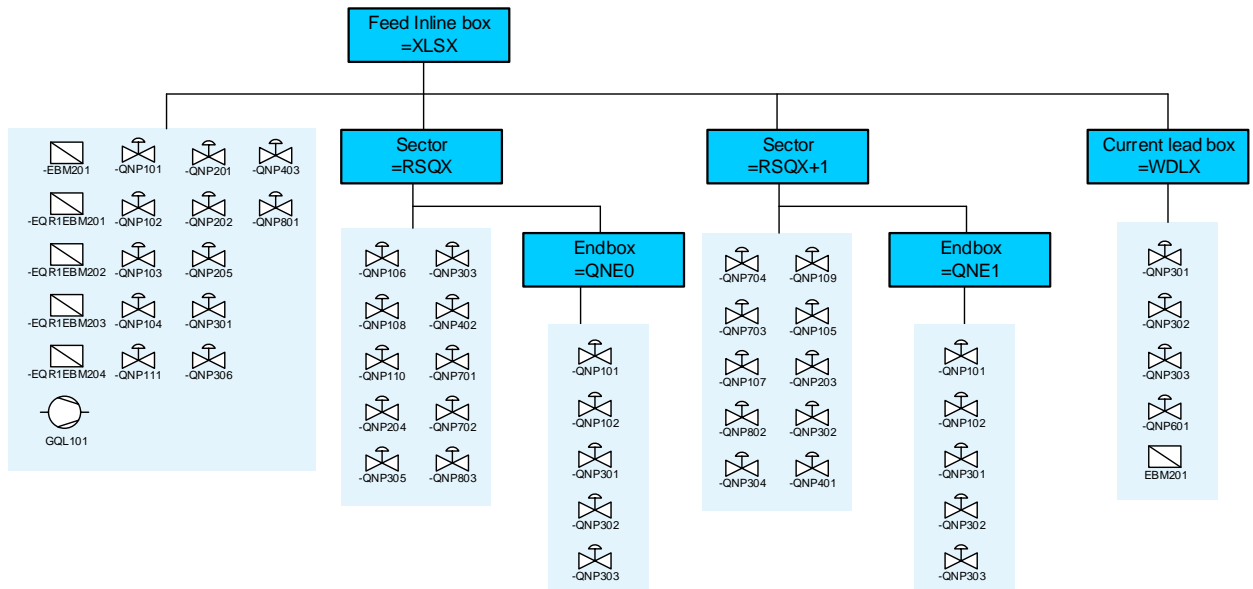 Feed Inline box
=XLSX
Sector
=RSQX
Sector
=RSQX+1
Current lead box
=WDLX
-EBM201
-QNP101
-QNP201
-QNP403
-EQR1EBM201
-QNP102
-QNP202
-QNP801
-EQR1EBM202
-QNP103
-QNP205
-EQR1EBM203
-QNP104
-QNP301
-EQR1EBM204
-QNP111
-QNP306
GQL101
-QNP106
-QNP303
-QNP108
-QNP402
-QNP110
-QNP701
-QNP204
-QNP702
-QNP305
-QNP803
Endbox
=QNE0
-QNP101
-QNP102
-QNP301
-QNP302
-QNP303
-QNP704
-QNP109
-QNP703
-QNP105
-QNP107
-QNP203
-QNP802
-QNP302
-QNP304
-QNP401
Endbox
=QNE1
-QNP101
-QNP102
-QNP301
-QNP302
-QNP303
-QNP301
-QNP302
-QNP303
-QNP601
EBM201